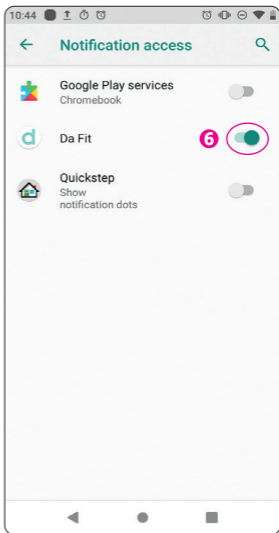 10:44
Notification access
Google Play services
Chromebook
d Da Fit 6
Quickstep
Show
notification dots